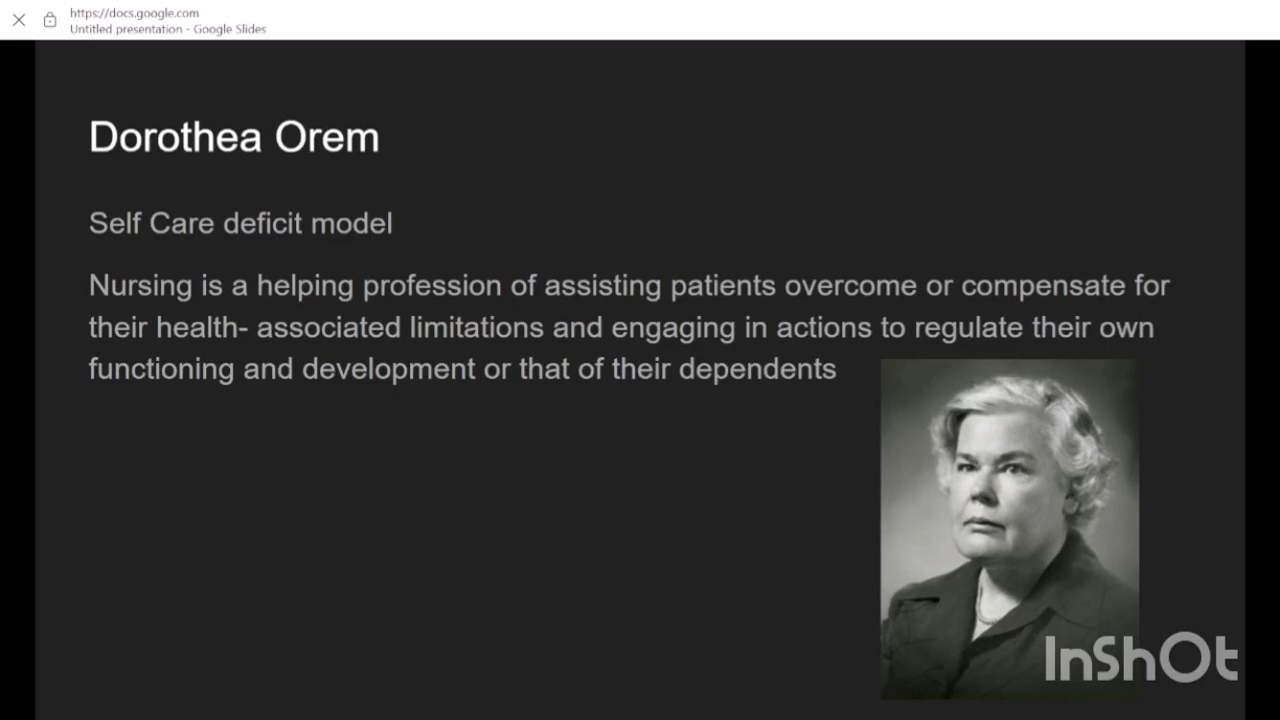 https://docs.google.com
Untitled presentation - Google Slides
Dorothea Orem
Self Care deficit model
Nursing is a helping profession of assisting patients overcome or compensate for
their health- associated limitations and engaging in actions to regulate their own
functioning and development or that of their dependents
InShOt